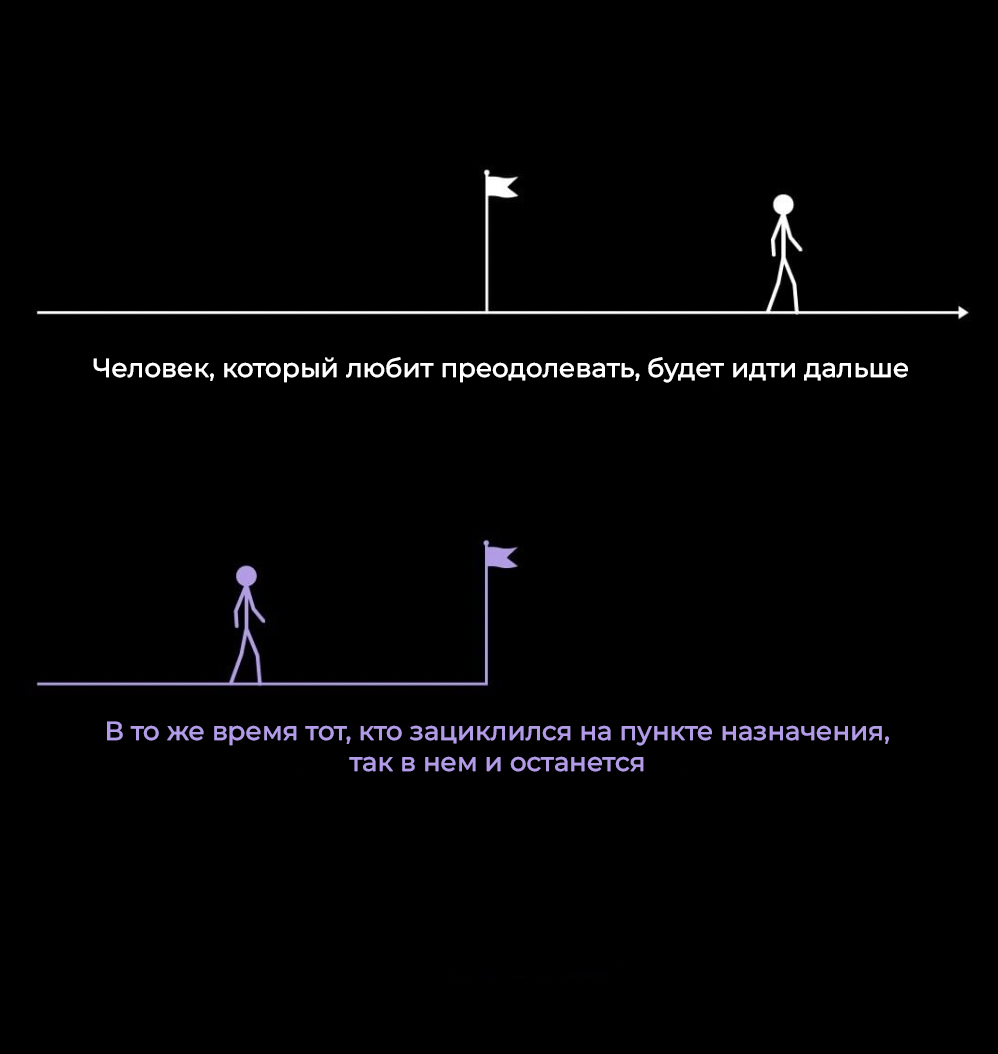 Человек, который любит преодолевать, будет идти дальше
В то же время тот, кто зациклился на пункте назначения,
так в нем и останется